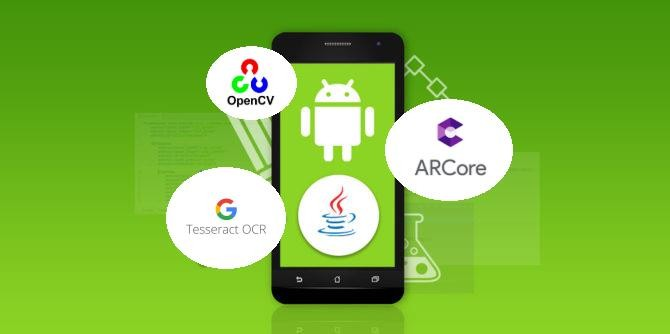 OpenCV
ARCore
Tesseract OCR